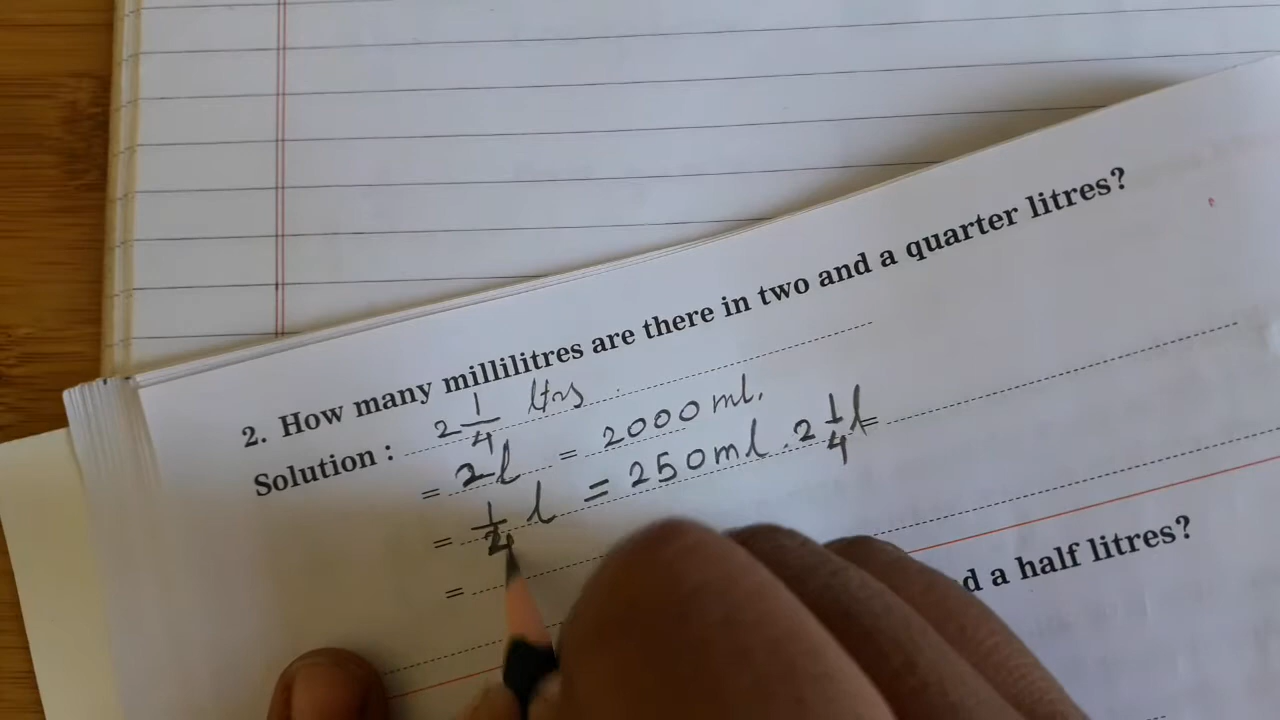 2. How many millilitres are there in two and a quarter litres?
Solution : 2 1/4 ltrs
= 2l = 2000 ml.
= 1/4 l = 250 ml . 2 1/4 l =
=
d a half litres?